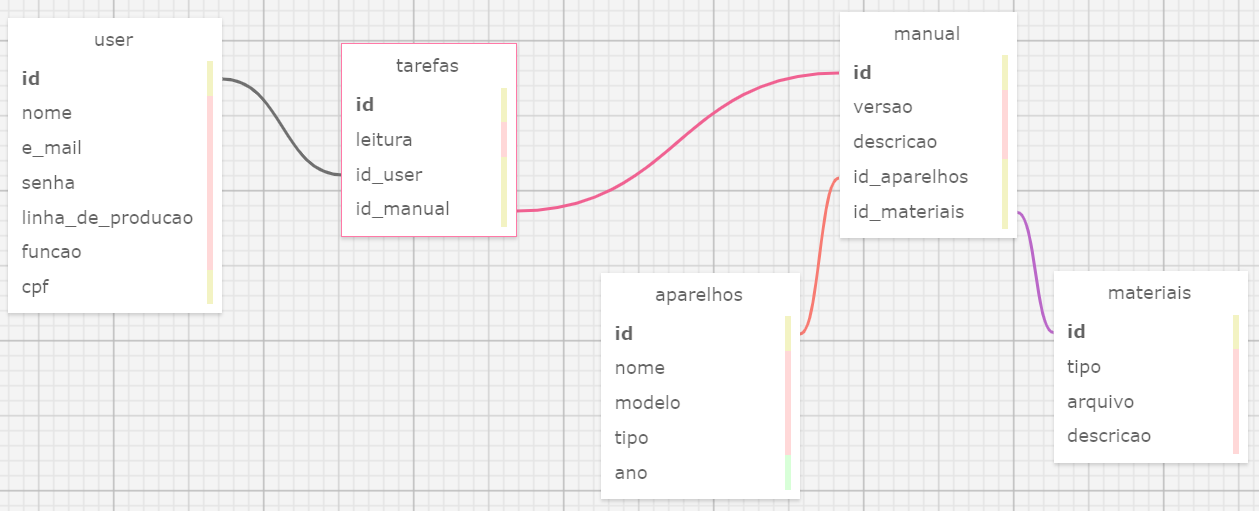 user
id
nome
e_mail
senha
linha_de_producao
funcao
cpf
tarefas
id
leitura
id_user
id_manual
manual
id
versao
descricao
id_aparelhos
id_materiais
aparelhos
id
nome
modelo
tipo
ano
materiais
id
tipo
arquivo
descricao